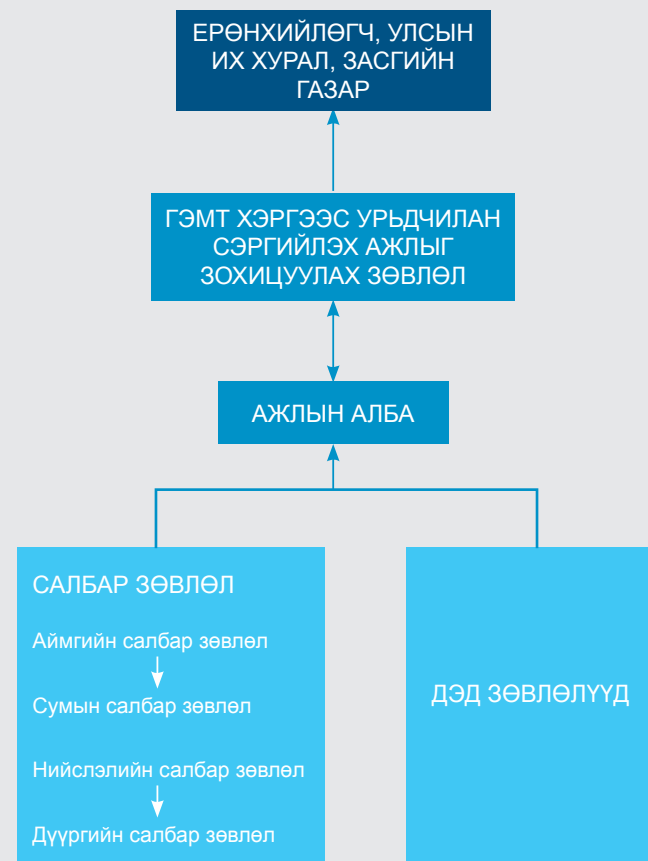 ЕРӨНХИЙЛӨГЧ, УЛСЫН
ИХ ХУРАЛ, ЗАСГИЙН
ГАЗАР
ГЭМТ ХЭРГЭЭС УРЬДЧИЛАН
СЭРГИЙЛЭХ АЖЛЫГ
ЗОХИЦУУЛАХ ЗӨВЛӨЛ
АЖЛЫН АЛБА
САЛБАР ЗӨВЛӨЛ
Аймгийн салбар зөвлөл
Сумын салбар зөвлөл
Нийслэлийн салбар зөвлөл
Дүүргийн салбар зөвлөл
ДЭД ЗӨВЛӨЛҮҮД